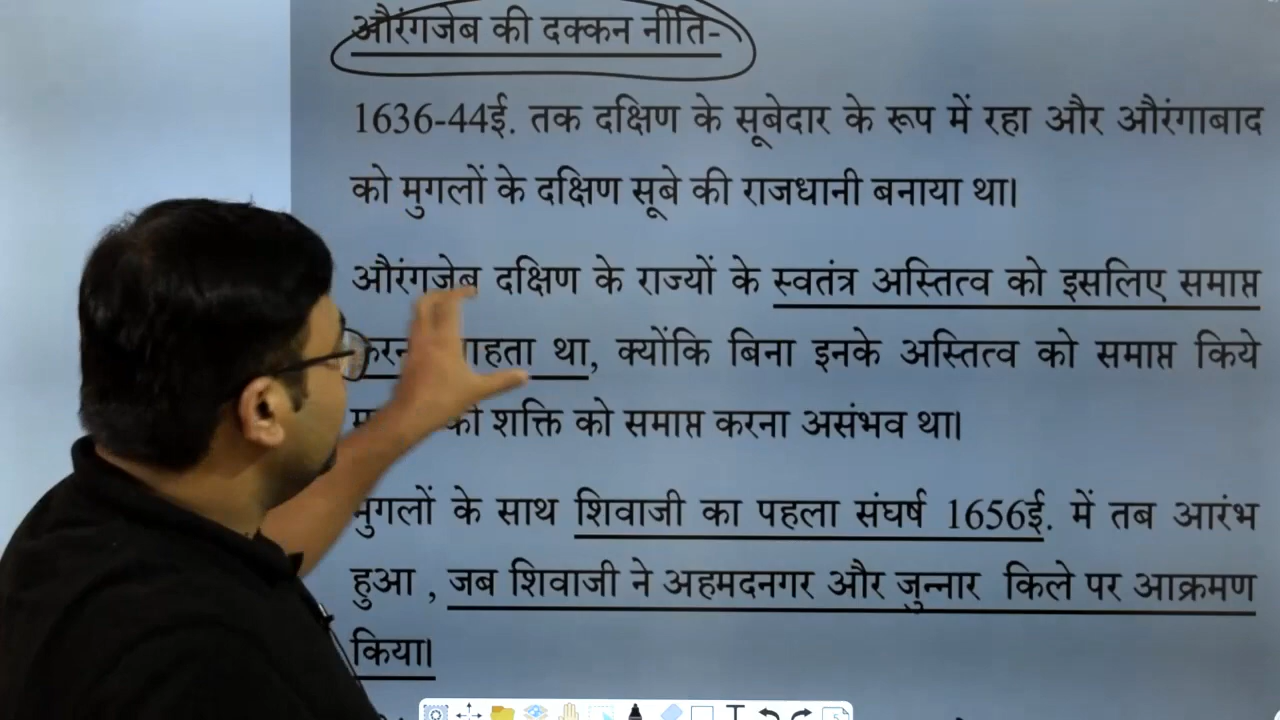 औरंगजेब की दक्कन नीति-
1636-44ई. तक दक्षिण के सूबेदार के रूप में रहा और औरंगाबाद
को मुगलों के दक्षिण सूबे की राजधानी बनाया था।
औरंगजेब दक्षिण के राज्यों के स्वतंत्र अस्तित्व को इसलिए समाप्त
था, क्योंकि बिना इनके अस्तित्व को समाप्त किये
शक्ति को समाप्त करना असंभव था।
मुगलों के साथ शिवाजी का पहला संघर्ष 1656ई. में तब आरंभ
हुआ , जब शिवाजी ने अहमदनगर और जुन्नार किले पर आक्रमण
किया।